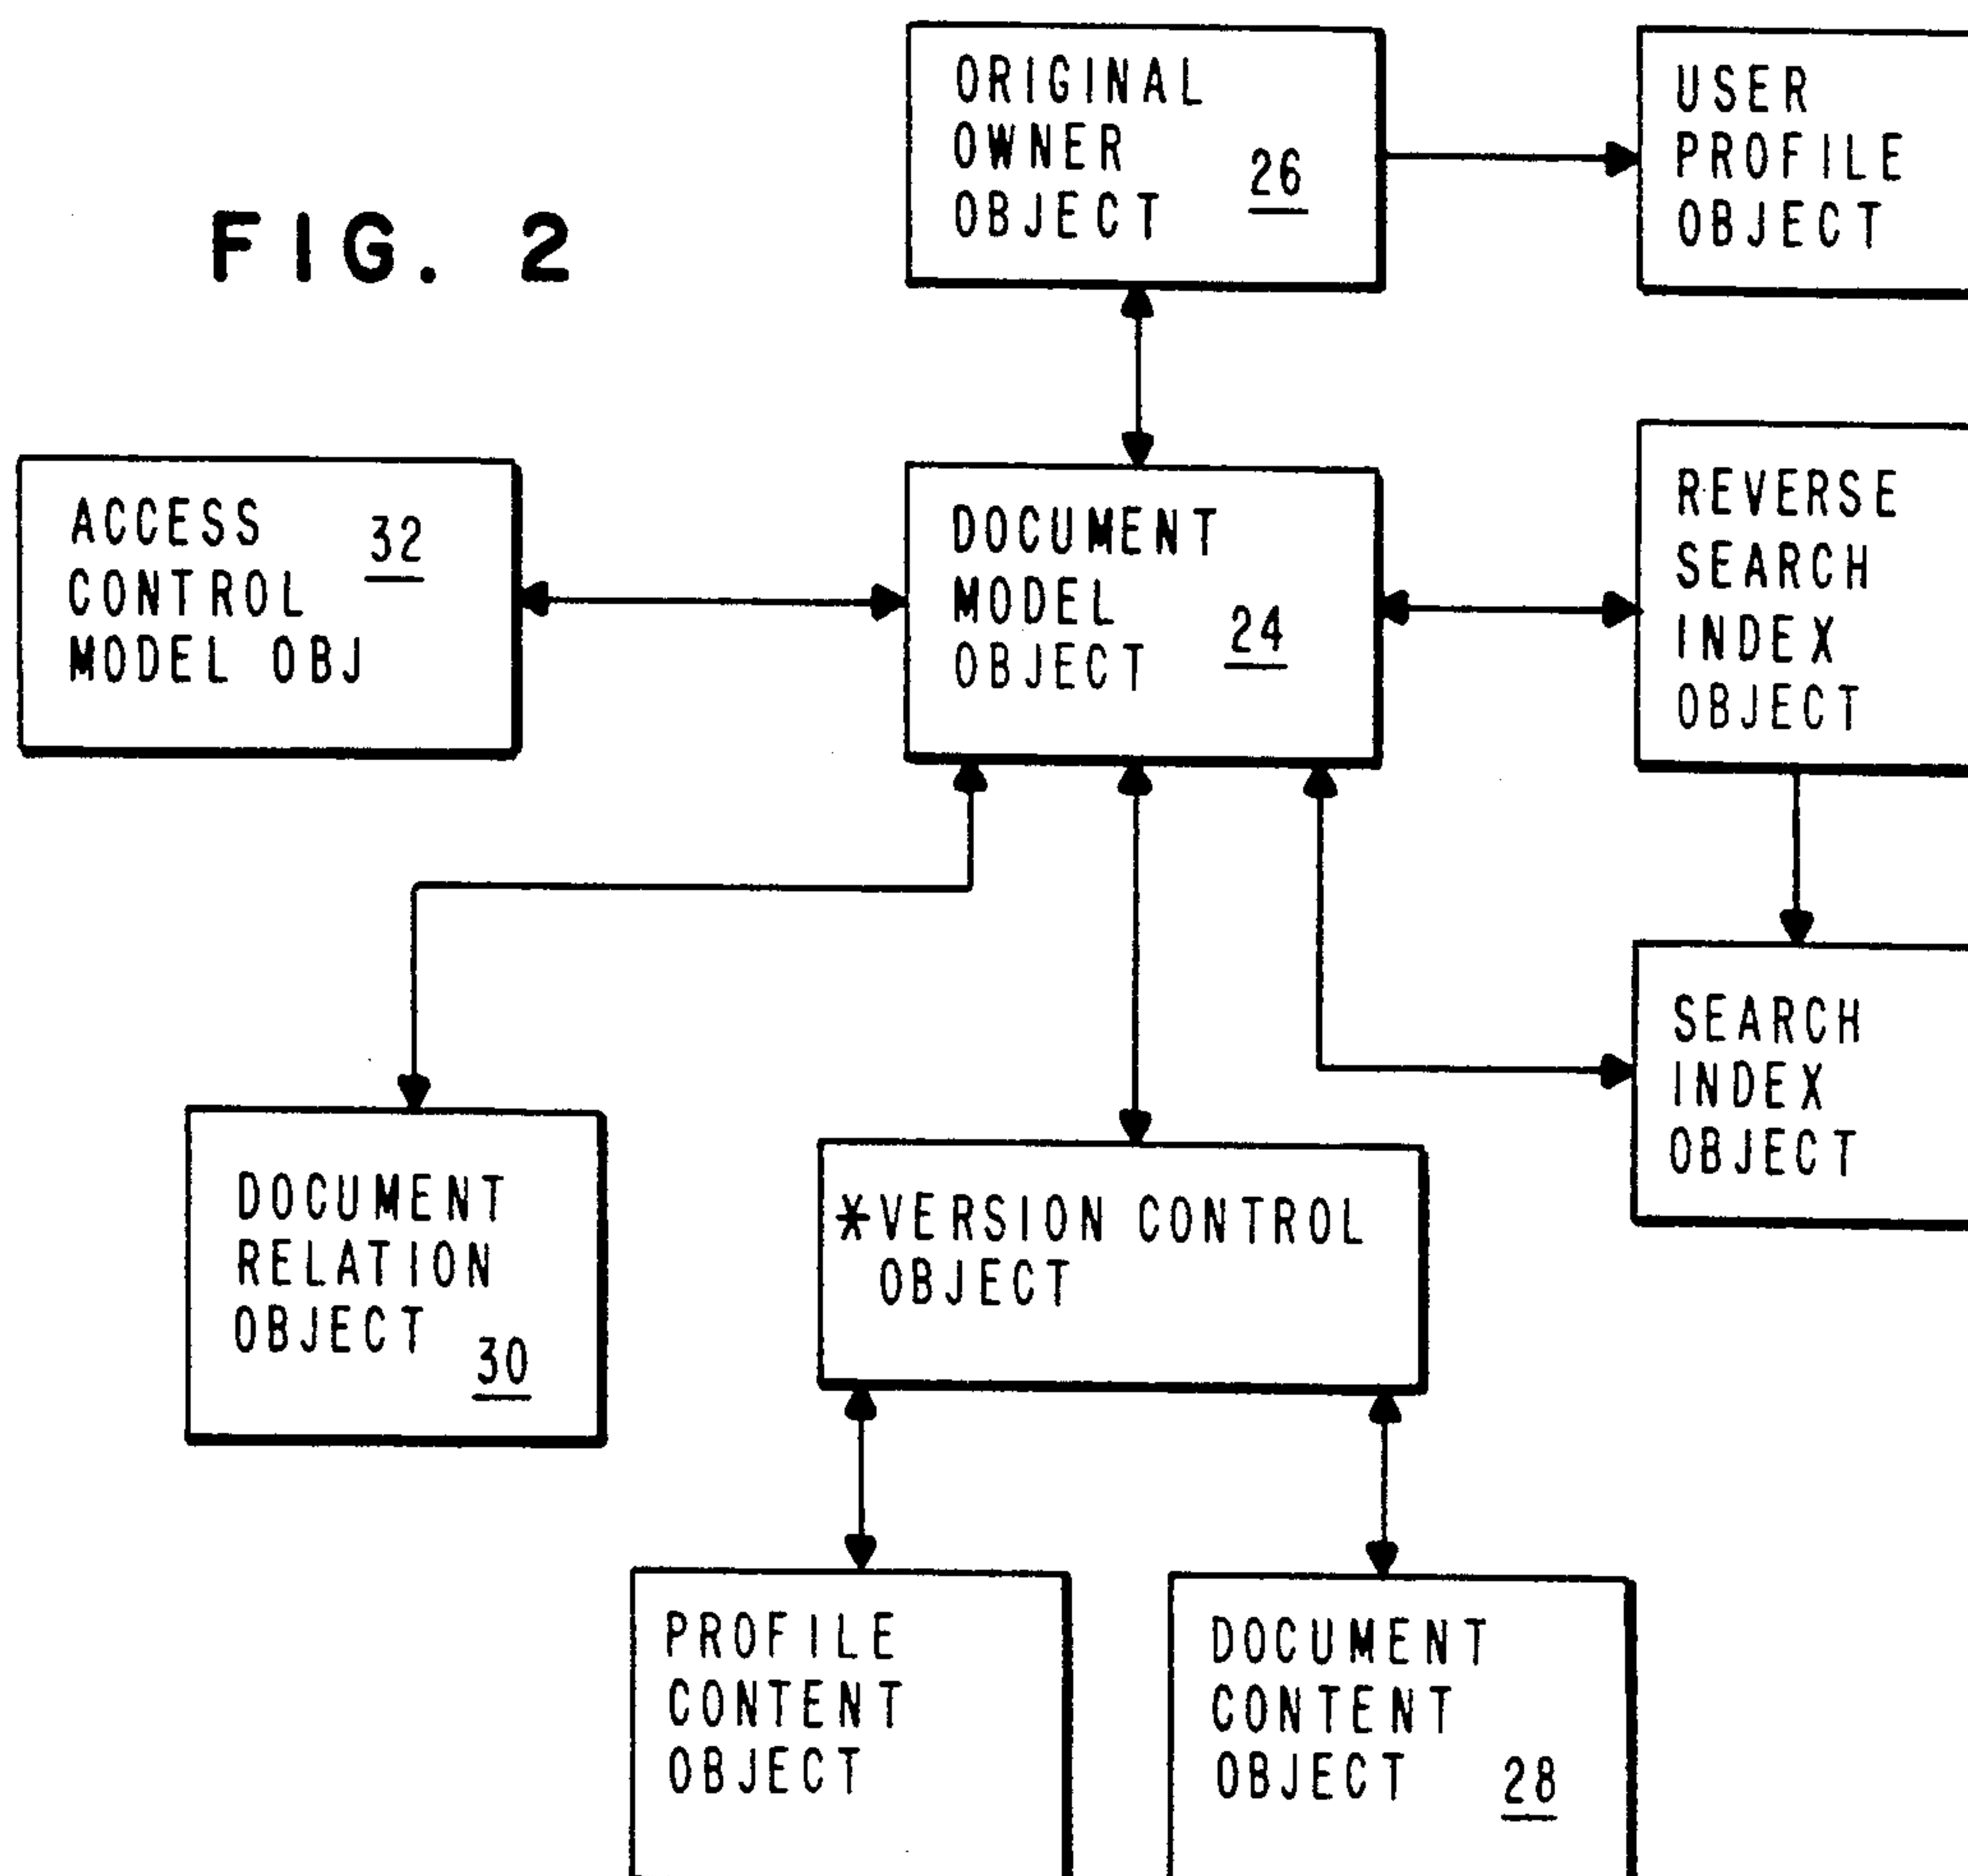 FIG. 2
ORIGINAL
OWNER
OBJECT 26
USER
PROFILE
OBJECT
ACCESS 32
CONTROL
MODEL OBJ
DOCUMENT
MODEL
OBJECT 24
REVERSE
SEARCH
INDEX
OBJECT
SEARCH
INDEX
OBJECT
DOCUMENT
RELATION
OBJECT
30
*VERSION CONTROL
OBJECT
PROFILE
CONTENT
OBJECT
DOCUMENT
CONTENT
OBJECT 28